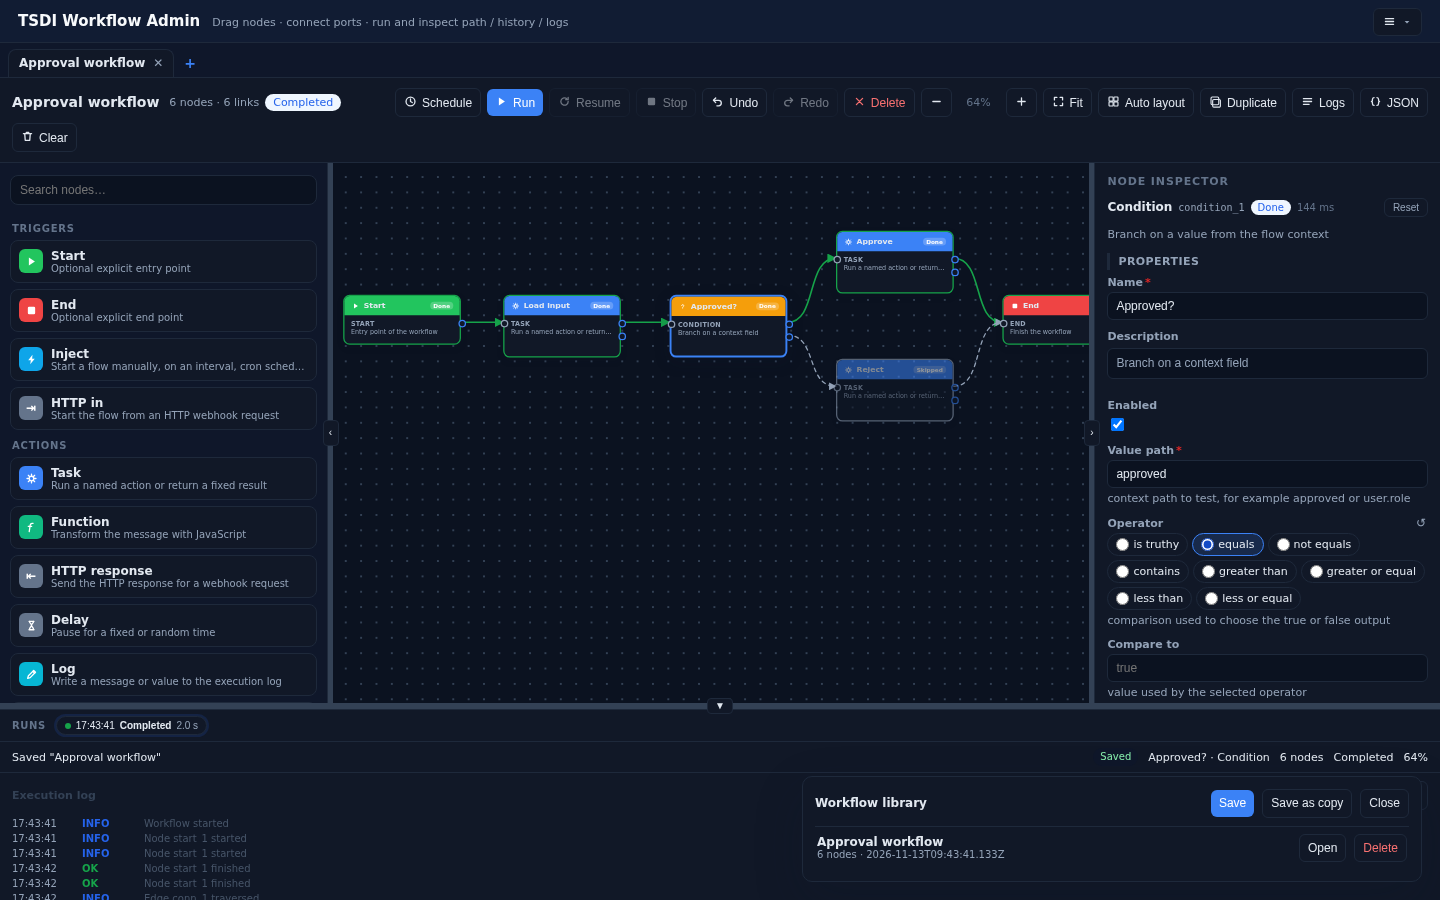 TSDI Workflow Admin Drag nodes · connect ports · run and inspect path / history / logs
Approval workflow ✕ +
Approval workflow 6 nodes · 6 links Completed Schedule Run Resume Stop Undo Redo Delete − 64% + Fit Auto layout Duplicate Logs JSON
Clear
Search nodes…
TRIGGERS
Start
Optional explicit entry point
End
Optional explicit end point
Inject
Start a flow manually, on an interval, cron sched…
HTTP in
Start the flow from an HTTP webhook request
ACTIONS
Task
Run a named action or return a fixed result
Function
Transform the message with JavaScript
HTTP response
Send the HTTP response for a webhook request
Delay
Pause for a fixed or random time
Log
Write a message or value to the execution log
Start Done
START
Entry point of the workflow
Load input Done
TASK
Run a named action or return…
? Approved? Done
CONDITION
Branch on a context field
Approve Done
TASK
Run a named action or return…
Reject Skipped
TASK
Run a named action or return…
End
END
Finish the workflow
NODE INSPECTOR
Condition condition_1 Done 144 ms Reset
Branch on a value from the flow context
PROPERTIES
Name *
Approved?
Description
Branch on a context field
Enabled
Value path *
approved
context path to test, for example approved or user.role
Operator
is truthy equals not equals
contains greater than greater or equal
less than less or equal
comparison used to choose the true or false output
Compare to
true
value used by the selected operator
RUNS 17:43:41 Completed 2.0 s
Saved "Approval workflow" Saved Approved? · Condition 6 nodes Completed 64%
Execution log
17:43:41 INFO Workflow started
17:43:41 INFO Node start_1 started
17:43:41 INFO Node start_1 started
17:43:42 OK Node start_1 finished
17:43:42 OK Node start_1 finished
17:43:42 INFO Edge conn_1 traversed
Workflow library Save Save as copy Close
Approval workflow
6 nodes · 2026-11-13T09:43:41.133Z
Open Delete